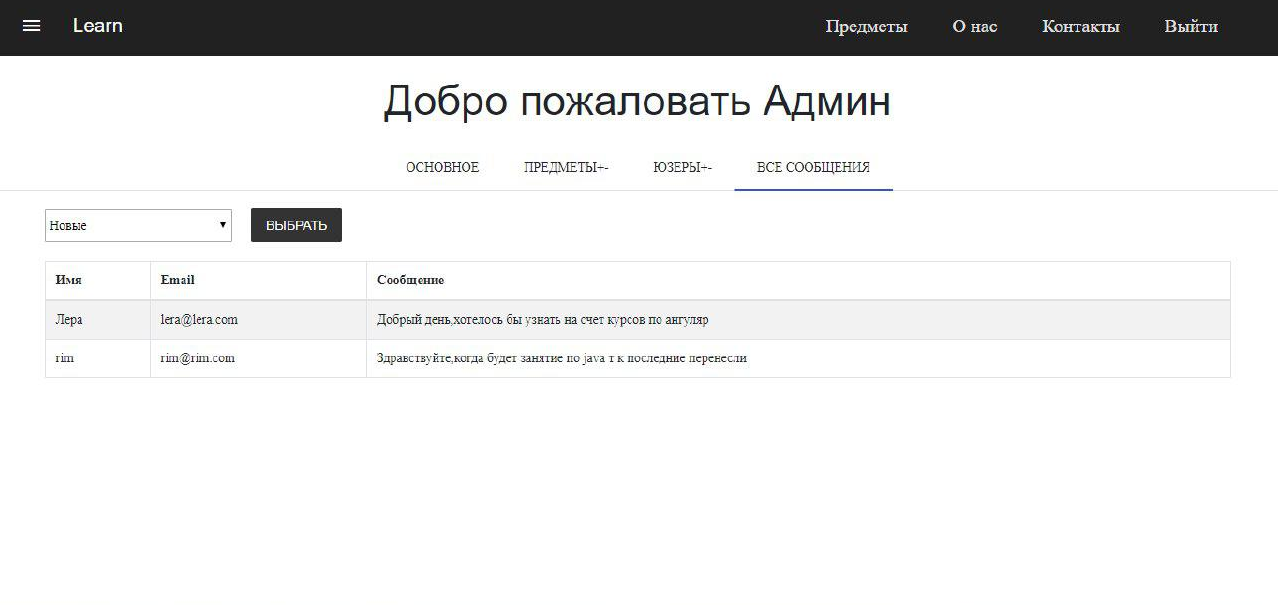 Learn Предметы О нас Контакты Выйти
Добро пожаловать Админ
ОСНОВНОЕ ПРЕДМЕТЫ+- ЮЗЕРЫ+- ВСЕ СООБЩЕНИЯ
Новые ВЫБРАТЬ
Имя Email Сообщение
Лера lera@lera.com Добрый день,хотелось бы узнать на счет курсов по ангуляр
rim rim@rim.com Здравствуйте,когда будет занятие по java т к последние перенесли